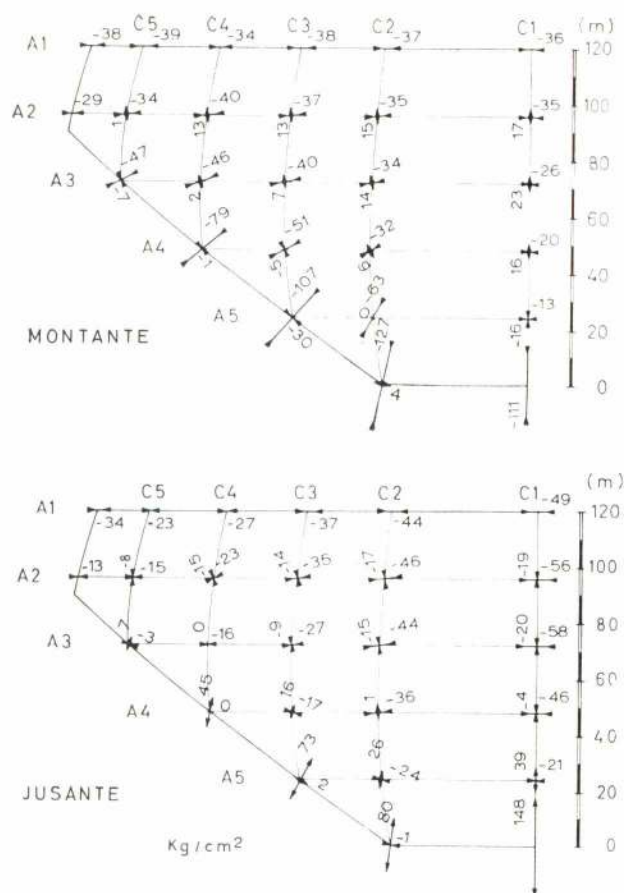 C5 C4 C3 C2 C1 (m)
A1 -38 -39 -34 -38 -37 -36 120
A2 -29 -34 -40 -37 -35 -35 100
1 13 13 15 17
80
A3 -47 -46 -40 -34 -26
-7 2 7 14 23
60
A4 -79 -51 -32 -20
-1 -5 6 16
40
A5 -107 -63 -13
-30 0 -16 20
MONTANTE
-127
4 -111 0
C5 C4 C3 C2 C1 (m)
A1 -34 -23 -27 -37 -44 -49 120
-8 -15 -14 -17 -19
A2 -13 -15 -23 -35 -46 -56 100
80
7 0 -9 -15 -20
A3 -3 -16 -27 -44 -58
60
45 16 1 -4
A4 0 -17 -36 -46
40
73 26 39
A5 2 -24 -21
JUSANTE
20
80 148
-1 0
Kg/cm²